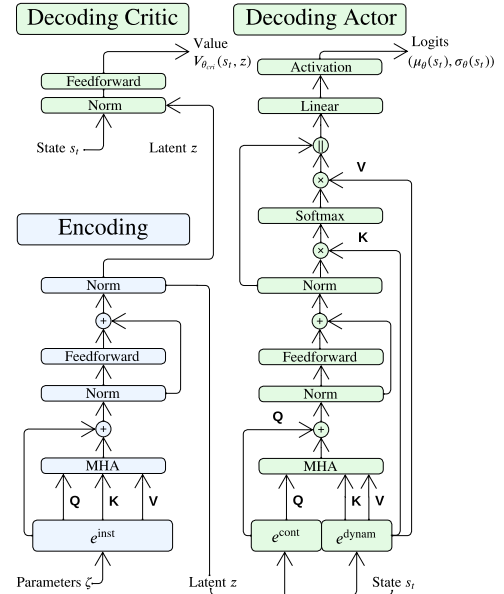 Decoding Critic
Value
V_{θ_{cri}}(s_t, z)
Feedforward
Norm
State s_t
Latent z
Encoding
Norm
+
Feedforward
Norm
+
MHA
Q
K
V
e^{inst}
Parameters ζ
Latent z
Decoding Actor
Logits
(μ_θ(s_t), σ_θ(s_t))
Activation
Linear
||
V
×
Softmax
K
×
Norm
+
Feedforward
Norm
Q
+
MHA
Q
K
V
e^{cont}
e^{dynam}
State s_t